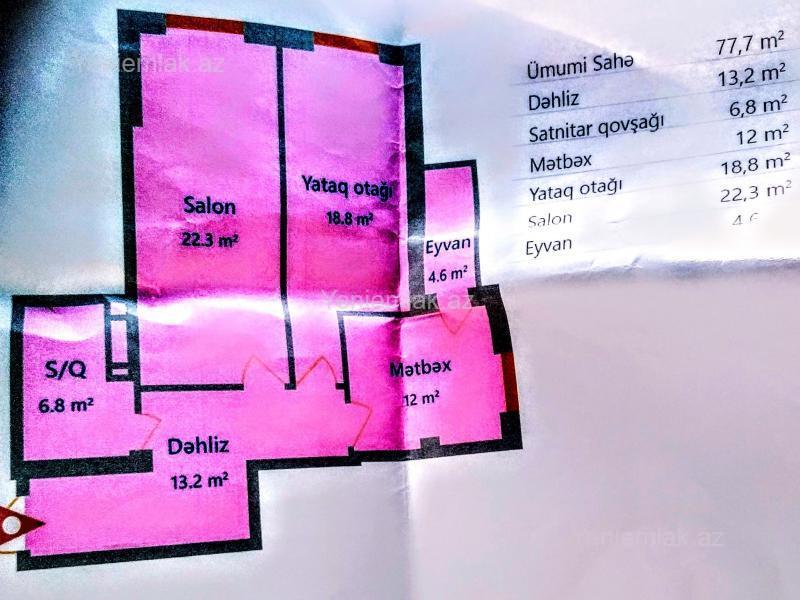 Yeniemlak.az
Salon
22.3 m²
Yataq otağı
18.8 m²
Eyvan
4.6 m²
Yeniemlak.az
S/Q
6.8 m²
Mətbəx
12 m²
Dəhliz
13.2 m²
Ümumi Sahə 77,7 m²
Dəhliz 13,2 m²
Satnitar qovşağı 6,8 m²
Mətbəx 12 m²
Yataq otağı 18,8 m²
Salon 22,3 m²
Eyvan
Yeniemlak.az